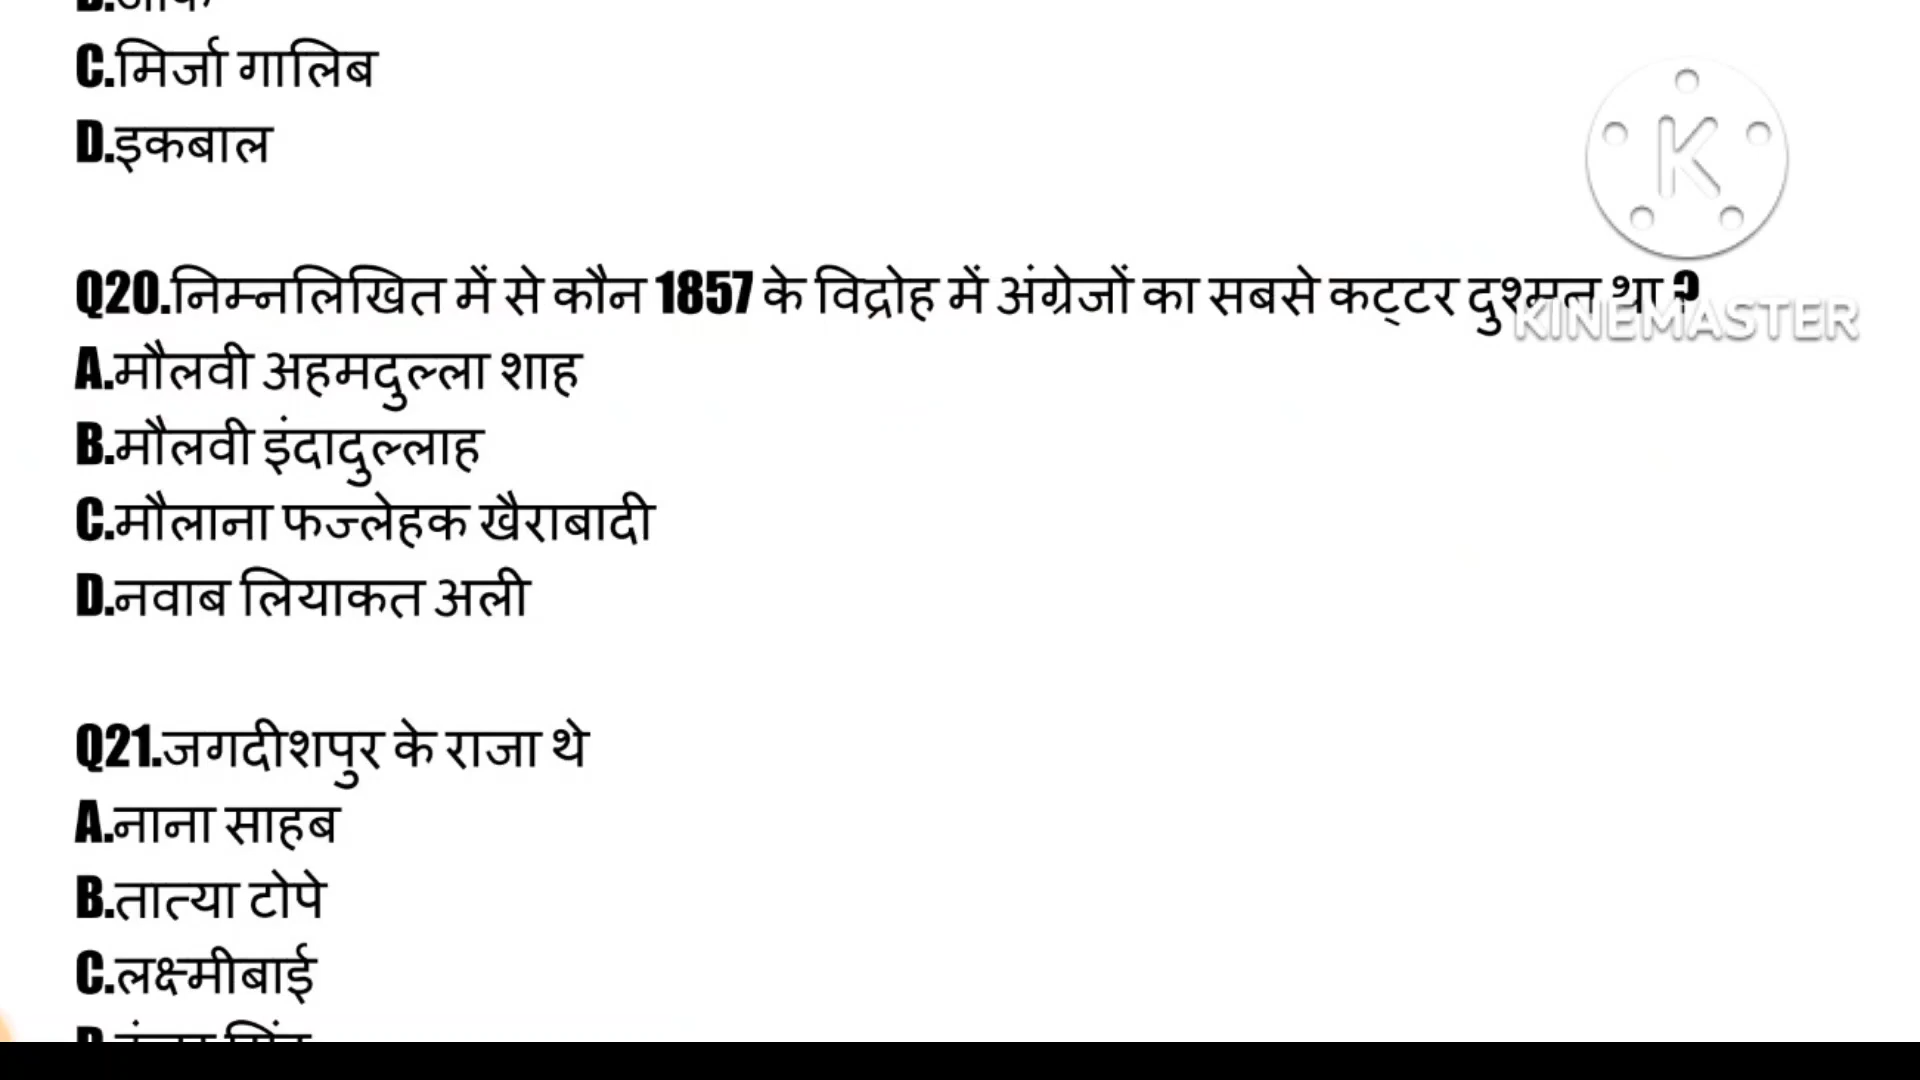 C.मिर्जा गालिब
D.इकबाल
Q20.निम्नलिखित में से कौन 1857 के विद्रोह में अंग्रेजों का सबसे कट्टर दुश्मन था ?
KINEMASTER
A.मौलवी अहमदुल्ला शाह
B.मौलवी इंदादुल्लाह
C.मौलाना फज्लेहक खैराबादी
D.नवाब लियाकत अली
Q21.जगदीशपुर के राजा थे
A.नाना साहब
B.तात्या टोपे
C.लक्ष्मीबाई